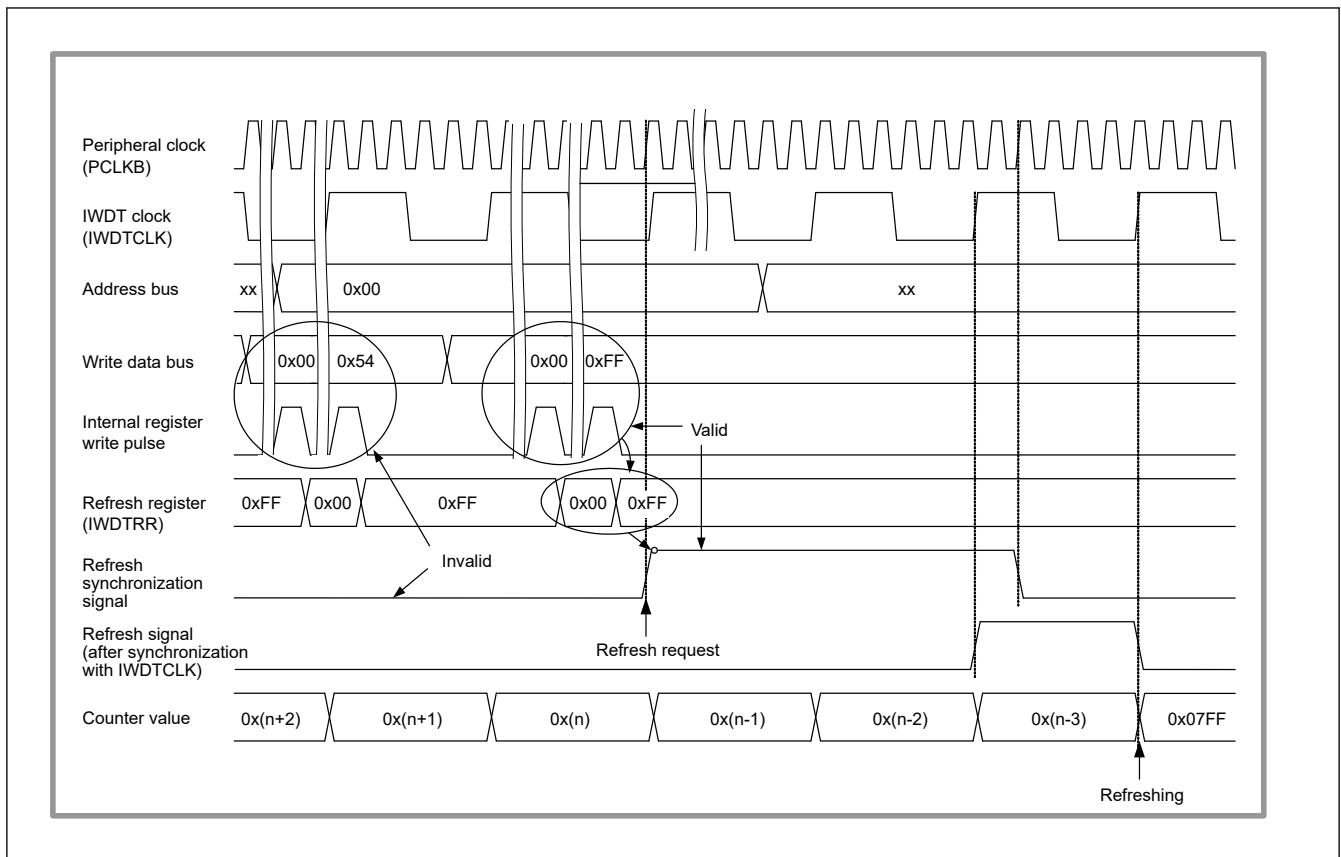 Peripheral clock
(PCLKB)
IWDT clock
(IWDTCLK)
Address bus
xx
0x00
xx
Write data bus
0x00
0x54
0x00
0xFF
Internal register
write pulse
Valid
Refresh register
(IWDTRR)
0xFF
0x00
0xFF
0x00
0xFF
Invalid
Refresh
synchronization
signal
Refresh request
Refresh signal
(after synchronization
with IWDTCLK)
Counter value
0x(n+2)
0x(n+1)
0x(n)
0x(n-1)
0x(n-2)
0x(n-3)
0x07FF
Refreshing